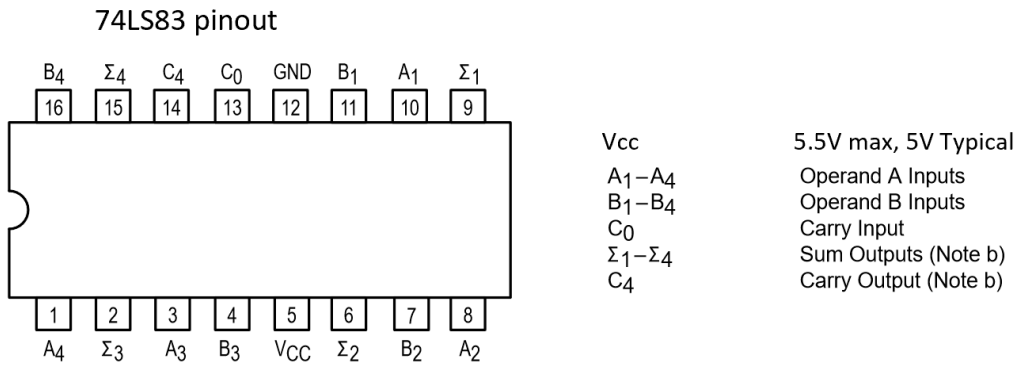 74LS83 pinout
B4 Σ4 C4 C0 GND B1 A1 Σ1
16 15 14 13 12 11 10 9
1 2 3 4 5 6 7 8
A4 Σ3 A3 B3 VCC Σ2 B2 A2
Vcc 5.5V max, 5V Typical
A1–A4 Operand A Inputs
B1–B4 Operand B Inputs
C0 Carry Input
Σ1–Σ4 Sum Outputs (Note b)
C4 Carry Output (Note b)